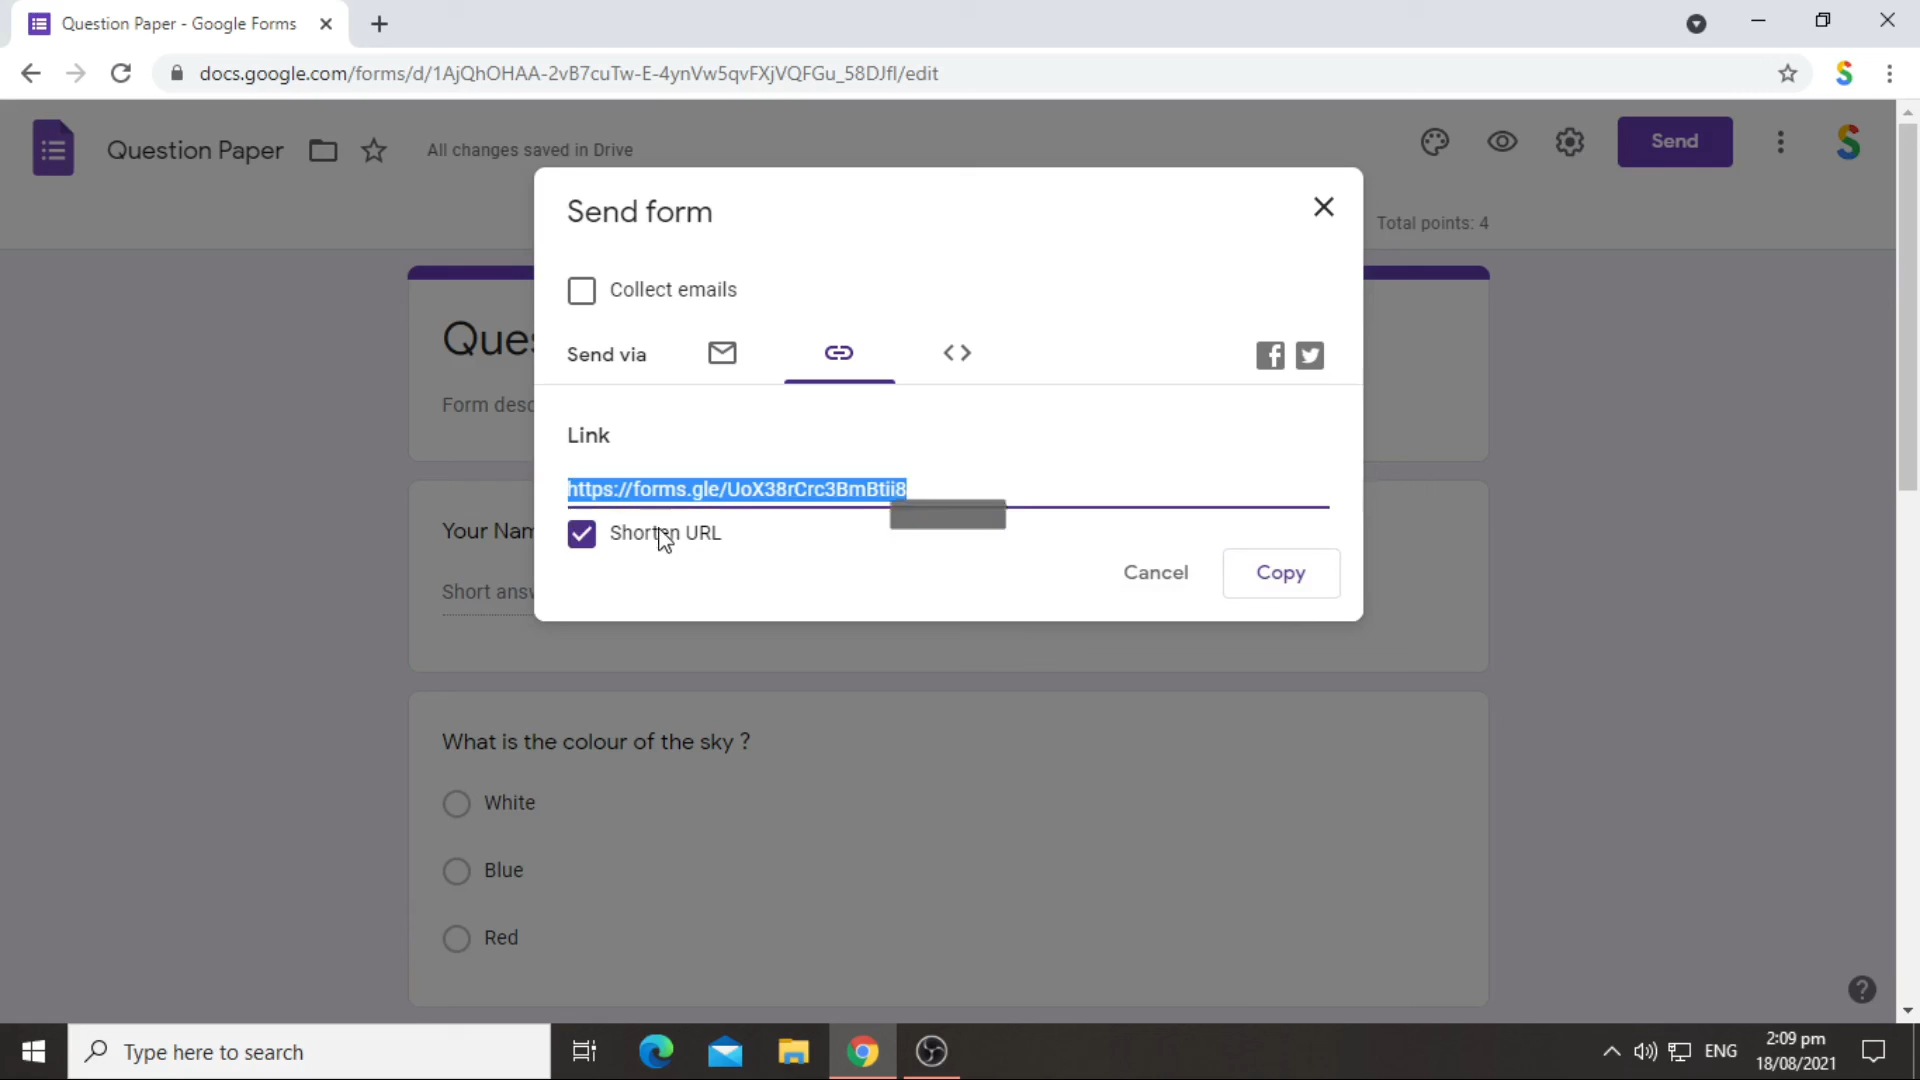 Question Paper - Google Forms
docs.google.com/forms/d/1AjQhOHAA-2vB7cuTw-E-4ynVw5qvFXjVQFGu_58DJfI/edit
Question Paper
All changes saved in Drive
Send
Send form
Total points: 4
Collect emails
Ques
Send via
Form desc
Link
https://forms.gle/UoX38rCrc3BmBtii8
Your Nam
Shorten URL
Short answ
Cancel
Copy
What is the colour of the sky ?
White
Blue
Red
Type here to search
ENG
2:09 pm
18/08/2021